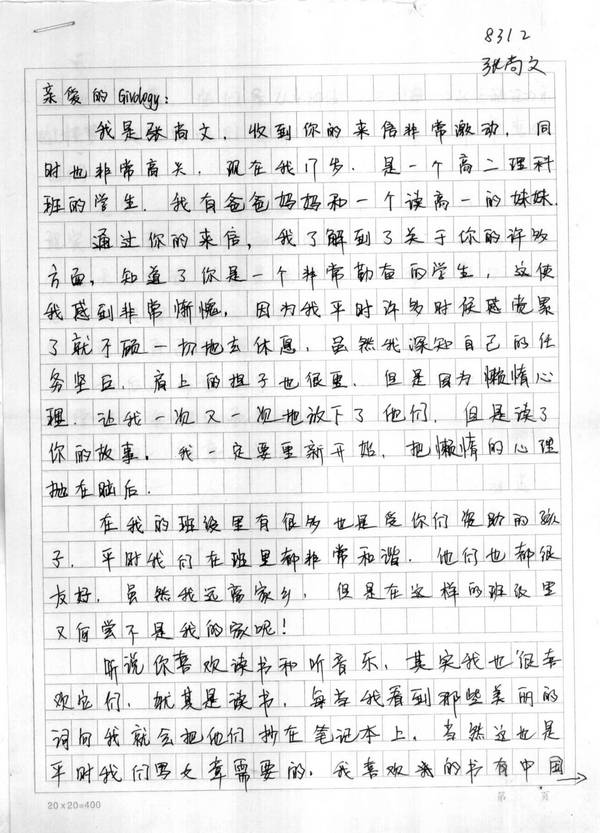 8312
张尚文
亲爱的Givology:
我是张尚文，收到你的来信非常激动，同
时也非常高兴，现在我17岁，是一个高二理科
班的学生，我有爸爸妈妈和一个读高一的妹妹.
通过你的来信，我了解到了关于你的许多
方面，知道了你是一个非常勤奋的学生，这使
我感到非常惭愧，因为我平时许多时候感觉累
了就不顾一切地去休息，虽然我深知自己的任
务坚巨，肩上的担子也很重，但是因为懒惰心
理，让我一次又一次地放下了他们，但是读了
你的故事，我一定要重新开始，把懒惰的心理
抛在脑后.
在我的班级里有很多也是受你们资助的孩
子，平时我们在班里都非常和谐，他们也都很
友好，虽然我远离家乡，但是在这样的班级里
又何尝不是我的家呢！
听说你喜欢读书和听音乐，其实我也很喜
欢它们，就其是读书，每当我看到那些美丽的
词句我就会把他们抄在笔记本上，当然这也是
平时我们写文章需要的，我喜欢的书有中国
20×20=400
第 页